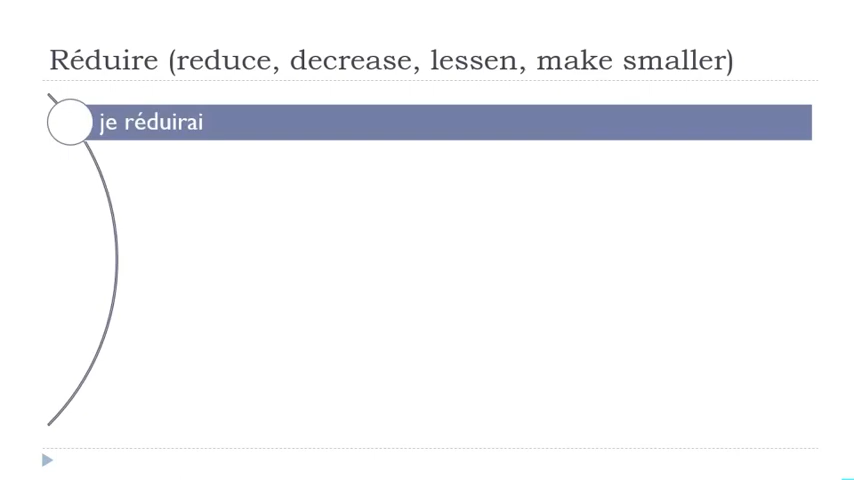 Réduire (reduce, decrease, lessen, make smaller)
je réduirai